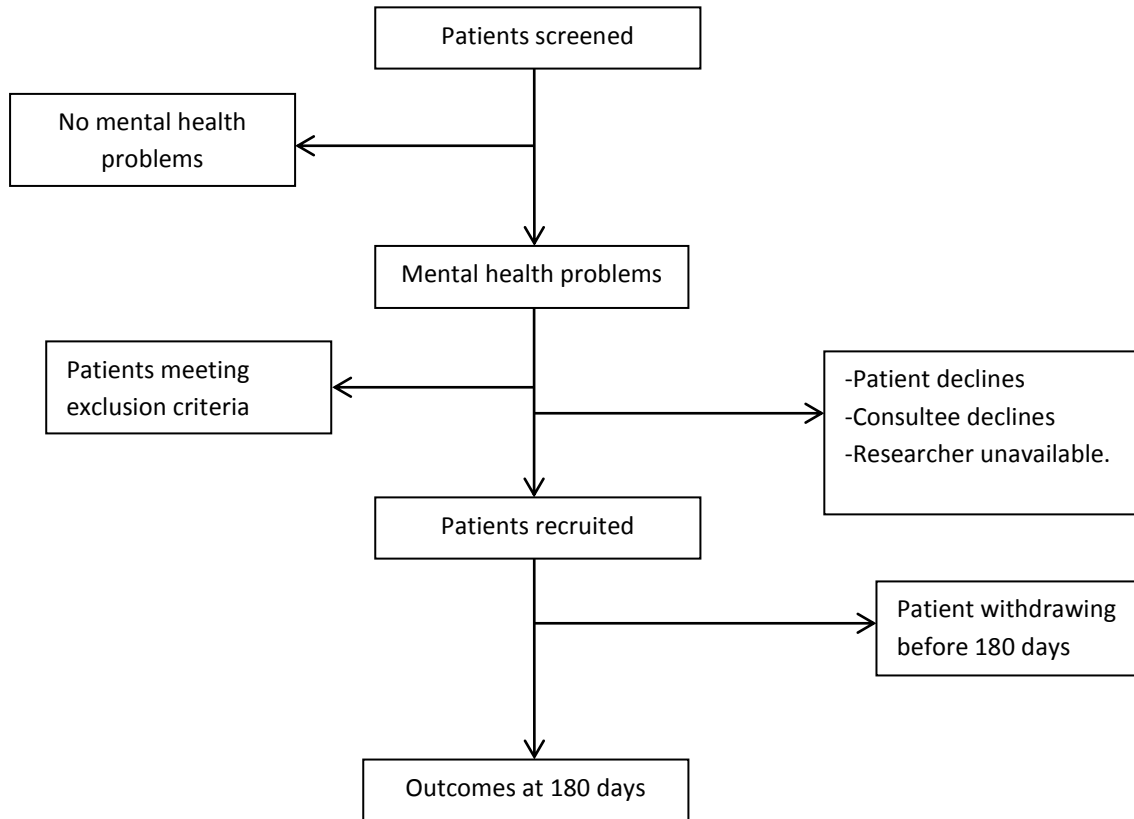 Patients screened
No mental health
problems
Mental health problems
Patients meeting
exclusion criteria
-Patient declines
-Consultee declines
-Researcher unavailable.
Patients recruited
Patient withdrawing
before 180 days
Outcomes at 180 days